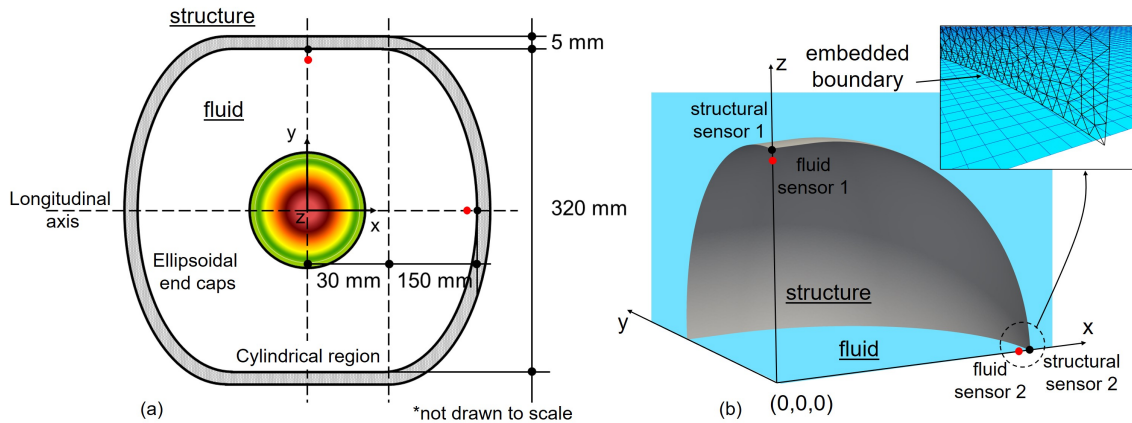 structure
5 mm
fluid
y
Longitudinal
axis
z
x
320 mm
Ellipsoidal
end caps
30 mm
150 mm
Cylindrical region
(a)
*not drawn to scale
embedded
boundary
z
structural
sensor 1
fluid
sensor 1
structure
y
fluid
x
fluid
sensor 2
structural
sensor 2
(b)
(0,0,0)